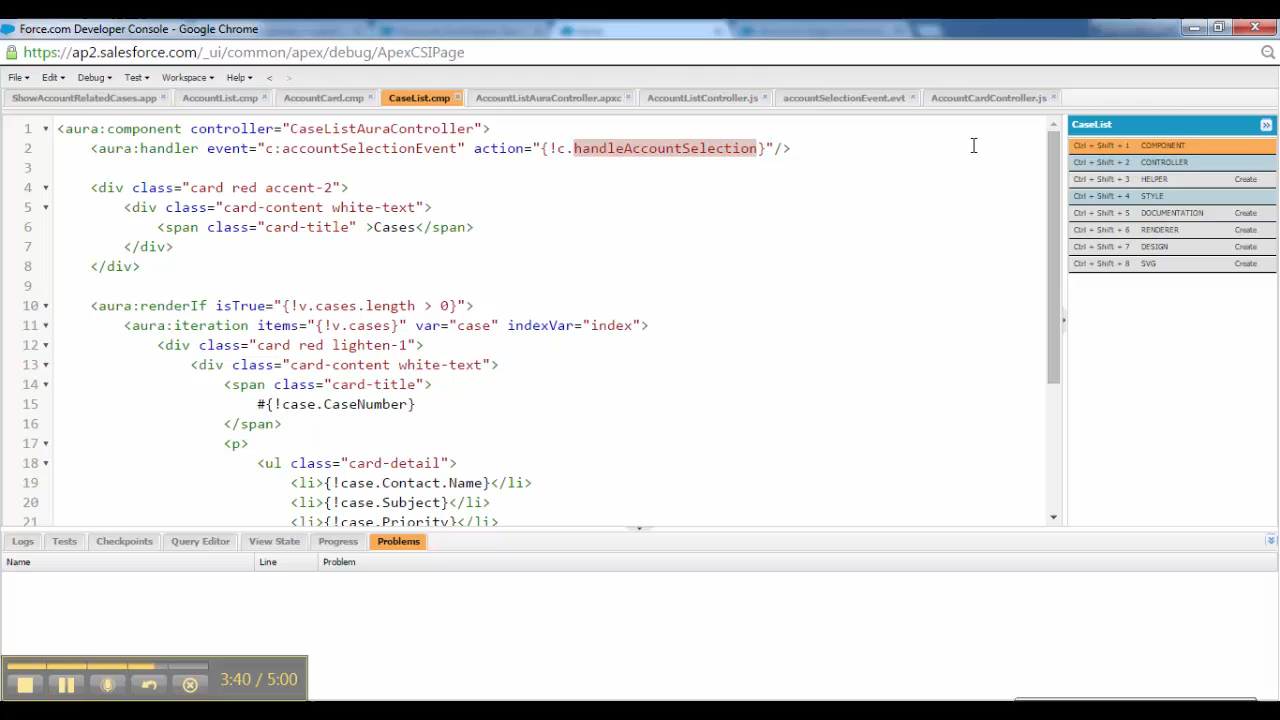 Force.com Developer Console - Google Chrome
https://ap2.salesforce.com/_ui/common/apex/debug/ApexCSIPage
File Edit Debug Test Workspace Help < >
ShowAccountRelatedCases.app AccountList.cmp AccountCard.cmp CaseList.cmp AccountListAuraController.apxc AccountListController.js accountSelectionEvent.evt AccountCardController.js
1 <aura:component controller="CaseListAuraController">
2 <aura:handler event="c:accountSelectionEvent" action="{!c.handleAccountSelection}"/>
3
4 <div class="card red accent-2">
5 <div class="card-content white-text">
6 <span class="card-title" >Cases</span>
7 </div>
8 </div>
9
10 <aura:renderIf isTrue="{!v.cases.length > 0}">
11 <aura:iteration items="{!v.cases}" var="case" indexVar="index">
12 <div class="card red lighten-1">
13 <div class="card-content white-text">
14 <span class="card-title">
15 #{!case.CaseNumber}
16 </span>
17 <p>
18 <ul class="card-detail">
19 <li>{!case.Contact.Name}</li>
20 <li>{!case.Subject}</li>
21 <li>{!case.Priority}</li>
CaseList
Ctrl + Shift + 1 COMPONENT
Ctrl + Shift + 2 CONTROLLER
Ctrl + Shift + 3 HELPER Create
Ctrl + Shift + 4 STYLE
Ctrl + Shift + 5 DOCUMENTATION Create
Ctrl + Shift + 6 RENDERER Create
Ctrl + Shift + 7 DESIGN Create
Ctrl + Shift + 8 SVG Create
Logs Tests Checkpoints Query Editor View State Progress Problems
Name Line Problem
3:40 / 5:00